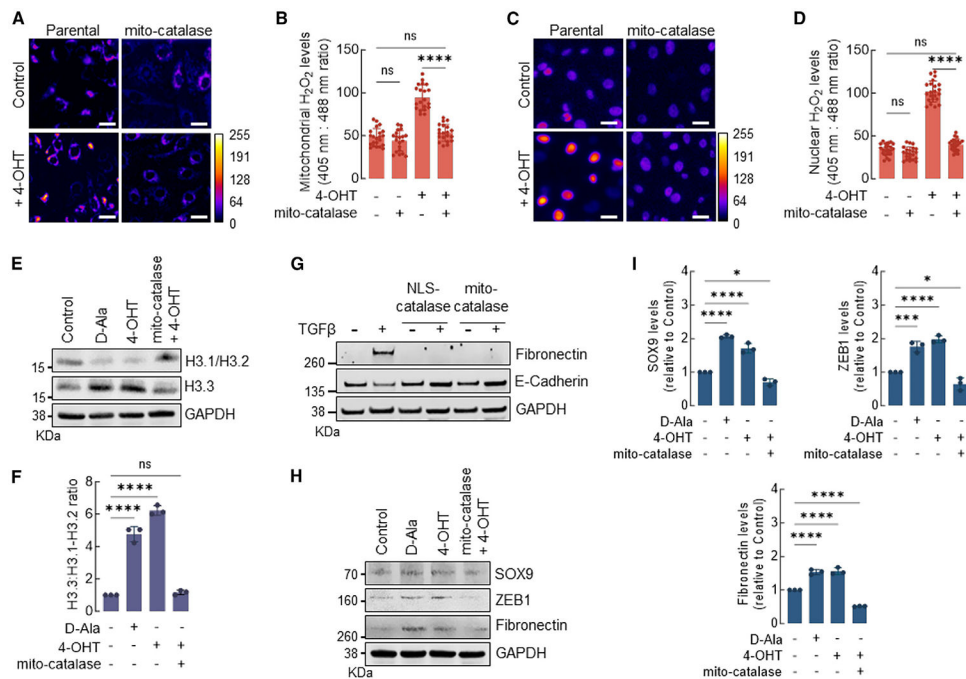 A
Parental
mito-catalase
Control
+ 4-OHT
255
191
128
64
0
B
Mitochondrial H₂O₂ levels
(405 nm : 488 nm ratio)
150
100
50
0
ns
ns
****
4-OHT
- - + +
mito-catalase
- + - +
C
Parental
mito-catalase
Control
+ 4-OHT
255
191
128
64
0
D
Nuclear H₂O₂ levels
(405 nm : 488 nm ratio)
150
100
50
0
ns
ns
****
4-OHT
- - + +
mito-catalase
- + - +
E
Control
D-Ala
4-OHT
mito-catalase
+ 4-OHT
15
H3.1/H3.2
15
H3.3
38
GAPDH
KDa
F
H3.3:H3.1-H3.2 ratio
8
6
4
2
0
ns
****
****
D-Ala
- + - -
4-OHT
- - + +
mito-catalase
- - - +
G
NLS-
catalase
mito-
catalase
TGFβ
- + - + - +
260
Fibronectin
135
E-Cadherin
38
GAPDH
KDa
H
Control
D-Ala
4-OHT
mito-catalase
+ 4-OHT
70
SOX9
160
ZEB1
260
Fibronectin
38
GAPDH
KDa
I
SOX9 levels
(relative to Control)
4
3
2
1
0
*
****
****
D-Ala
- + - -
4-OHT
- - + +
mito-catalase
- - - +
ZEB1 levels
(relative to Control)
4
3
2
1
0
*
****
***
D-Ala
- + - -
4-OHT
- - + +
mito-catalase
- - - +
Fibronectin levels
(relative to Control)
4
3
2
1
0
****
****
****
D-Ala
- + - -
4-OHT
- - + +
mito-catalase
- - - +